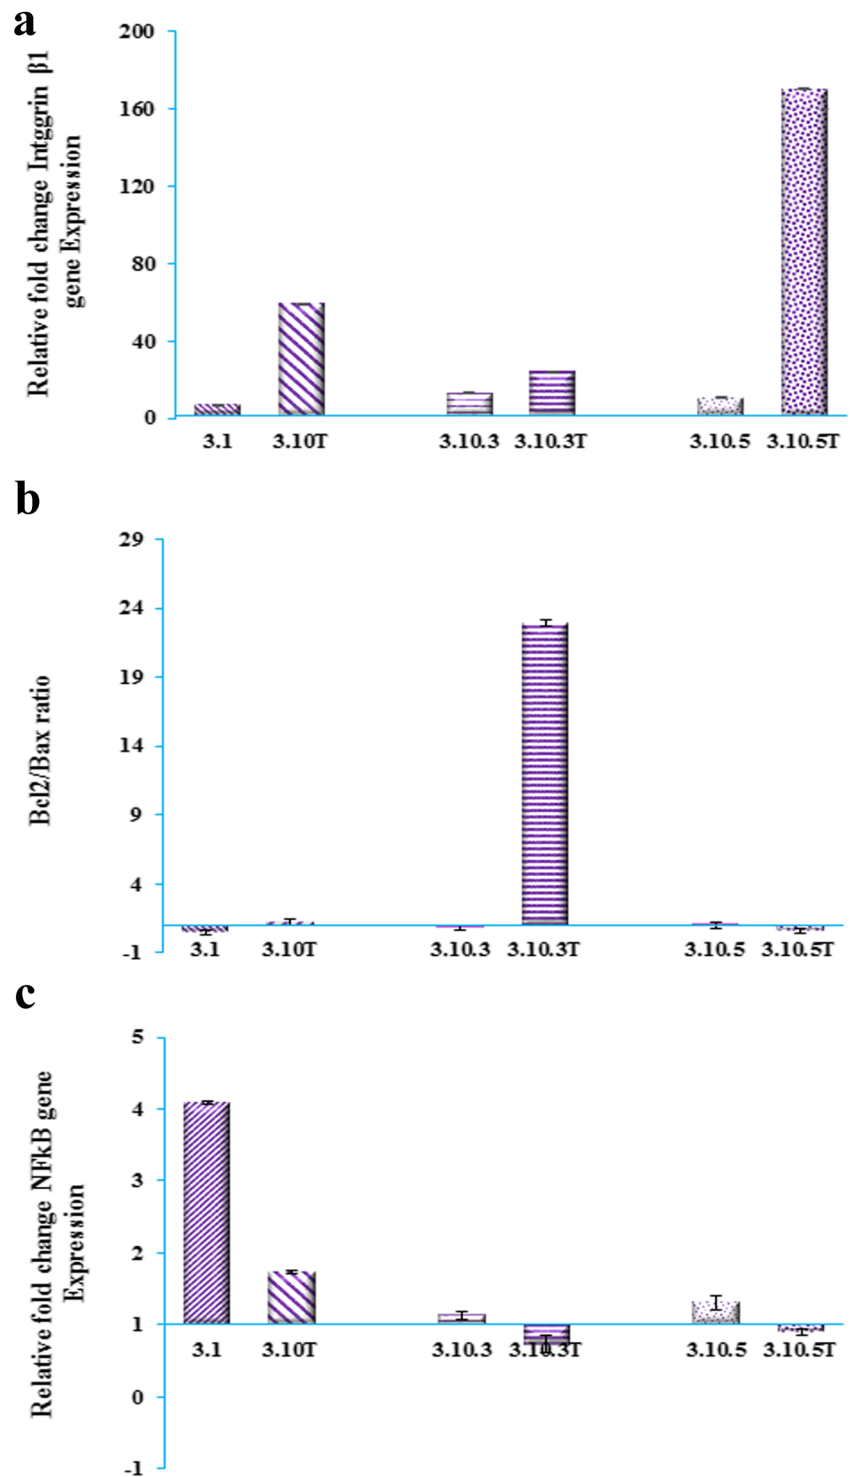 a
Relative fold change Intggrin β1
gene Expression
200
160
120
80
40
0
3.1 3.10T 3.10.3 3.10.3T 3.10.5 3.10.5T
b
Bcl2/Bax ratio
29
24
19
14
9
4
-1
3.1 3.10T 3.10.3 3.10.3T 3.10.5 3.10.5T
c
Relative fold change NFkB gene
Expression
5
4
3
2
1
3.1 3.10T 3.10.3 3.10.3T 3.10.5 3.10.5T
0
-1